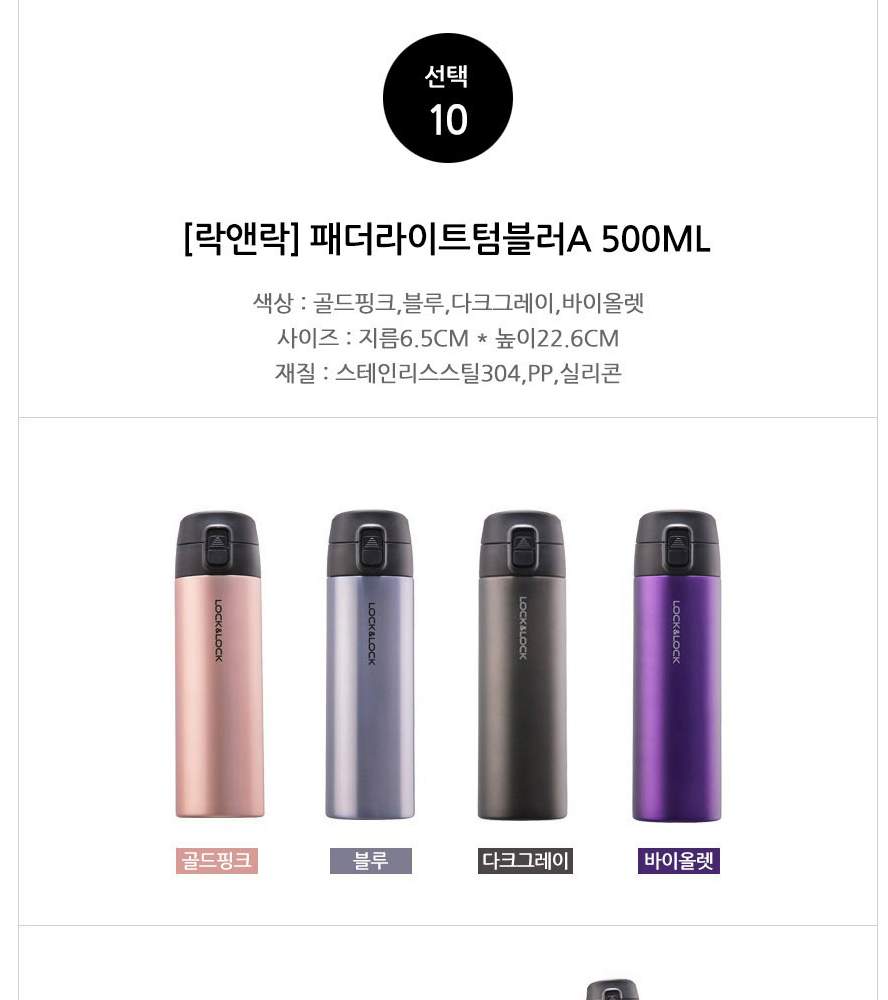 선택
10
[락앤락] 패더라이트텀블러A 500ML
색상 : 골드핑크,블루,다크그레이,바이올렛
사이즈 : 지름6.5CM * 높이22.6CM
재질 : 스테인리스스틸304,PP,실리콘
LOCK&LOCK
LOCK&LOCK
LOCK&LOCK
LOCK&LOCK
골드핑크
블루
다크그레이
바이올렛